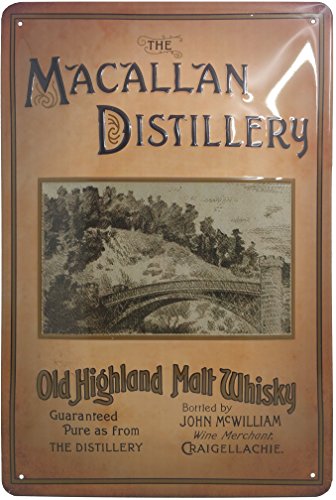 THE
MACALLAN
DISTILLERY
Old Highland Malt Whisky
Guaranteed
Pure as from
THE DISTILLERY
Bottled by
JOHN McWILLIAM
Wine Merchant.
CRAIGELLACHIE.